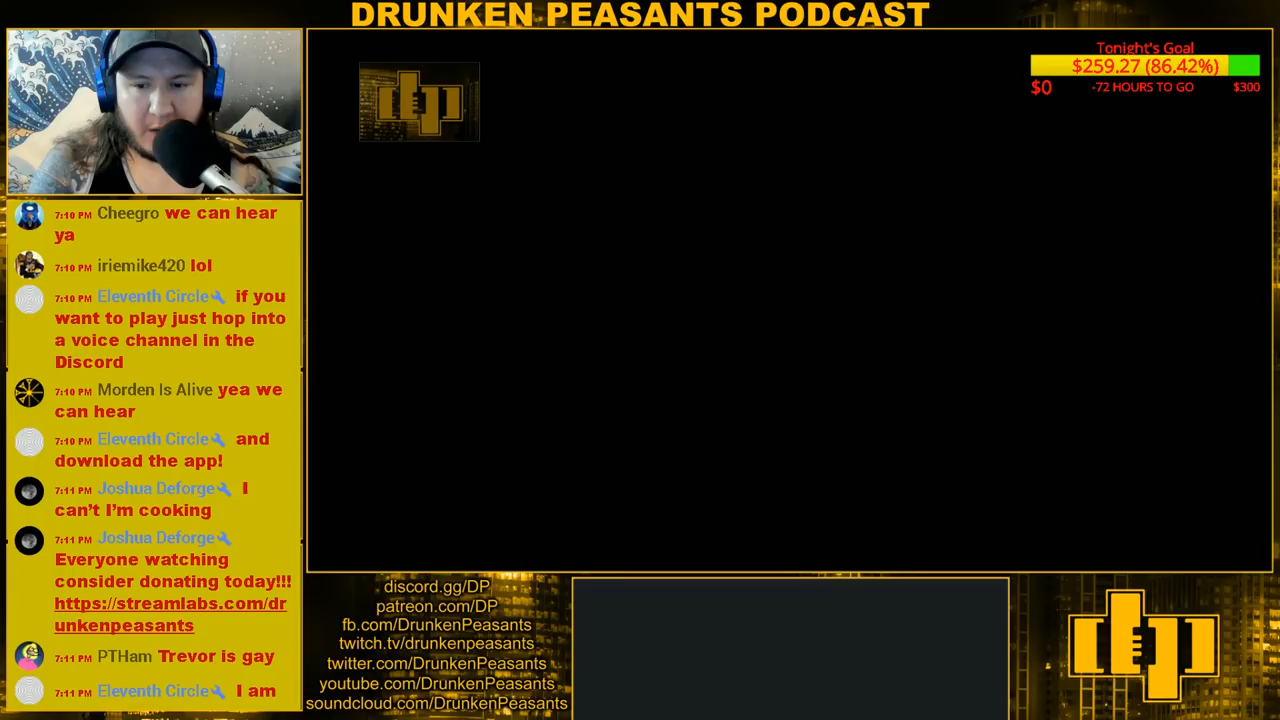 DRUNKEN PEASANTS PODCAST
Tonight's Goal
$259.27 (86.42%)
$0 -72 HOURS TO GO $300
7:10 PM Cheegro we can hear
ya
7:10 PM iriemike420 lol
7:10 PM Eleventh Circle if you
want to play just hop into
a voice channel in the
Discord
7:10 PM Morden Is Alive yea we
can hear
7:10 PM Eleventh Circle and
download the app!
7:11 PM Joshua Deforge I
can't I'm cooking
7:11 PM Joshua Deforge
Everyone watching
consider donating today!!!
https://streamlabs.com/dr
unkenpeasants
7:11 PM PTHam Trevor is gay
7:11 PM Eleventh Circle I am
discord.gg/DP
patreon.com/DP
fb.com/DrunkenPeasants
twitch.tv/drunkenpeasants
twitter.com/DrunkenPeasants
youtube.com/DrunkenPeasants
soundcloud.com/DrunkenPeasants